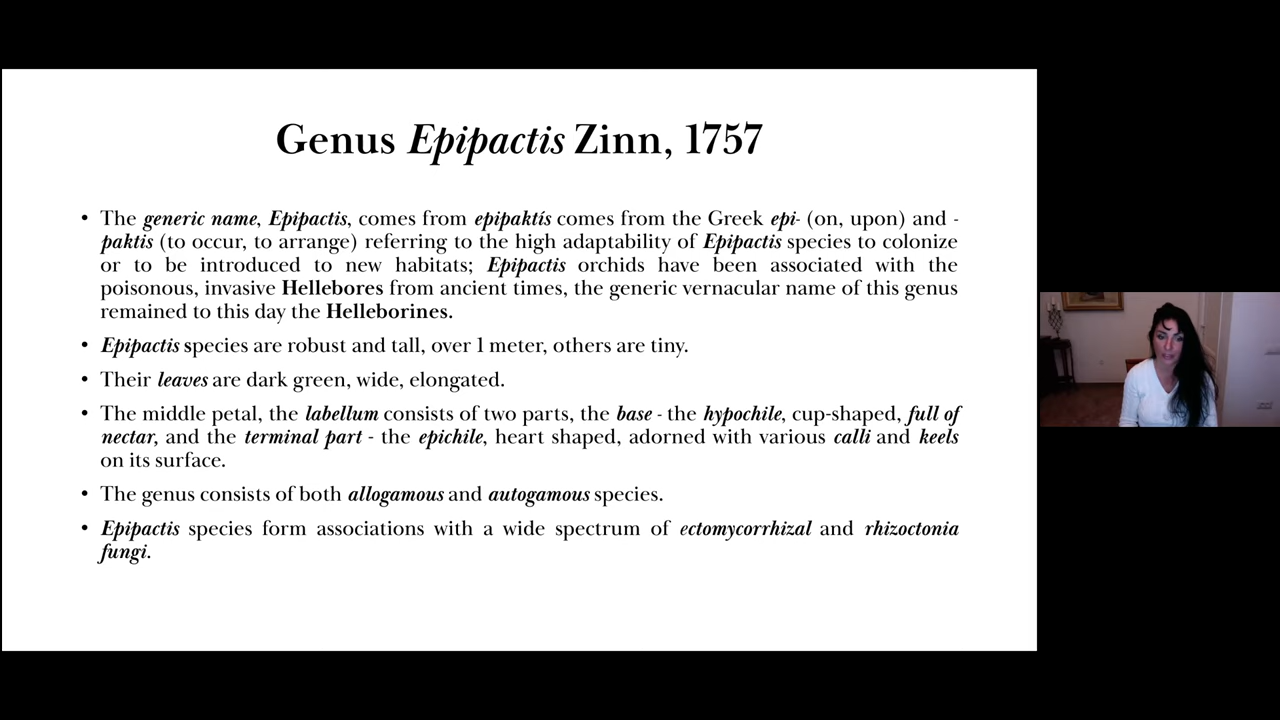 Genus Epipactis Zinn, 1757
• The generic name, Epipactis, comes from epipaktís comes from the Greek epi- (on, upon) and -
paktis (to occur, to arrange) referring to the high adaptability of Epipactis species to colonize
or to be introduced to new habitats; Epipactis orchids have been associated with the
poisonous, invasive Hellebores from ancient times, the generic vernacular name of this genus
remained to this day the Helleborines.
• Epipactis species are robust and tall, over 1 meter, others are tiny.
• Their leaves are dark green, wide, elongated.
• The middle petal, the labellum consists of two parts, the base - the hypochile, cup-shaped, full of
nectar, and the terminal part - the epichile, heart shaped, adorned with various calli and keels
on its surface.
• The genus consists of both allogamous and autogamous species.
• Epipactis species form associations with a wide spectrum of ectomycorrhizal and rhizoctonia
fungi.